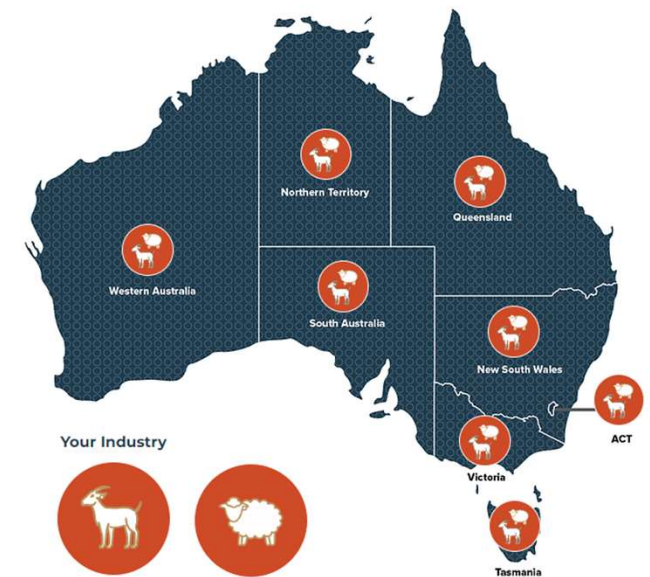 Northern Territory
Queensland
Western Australia
South Australia
New South Wales
ACT
Your Industry
Victoria
Tasmania